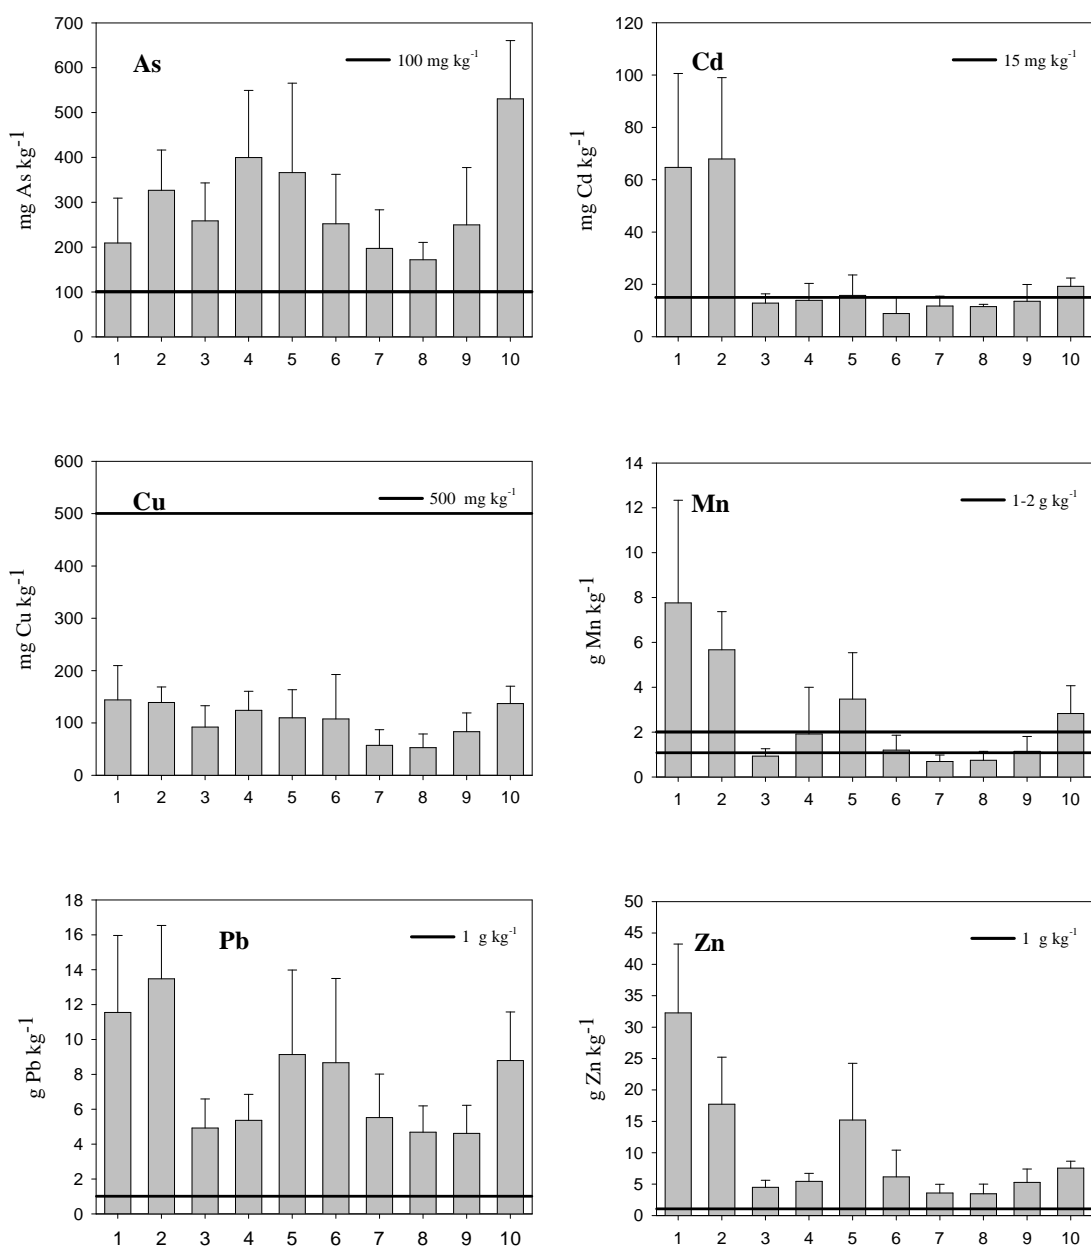 As
100 mg kg-1
mg As kg-1
700
600
500
400
300
200
100
0
1 2 3 4 5 6 7 8 9 10
Cd
15 mg kg-1
mg Cd kg-1
120
100
80
60
40
20
0
1 2 3 4 5 6 7 8 9 10
Cu
500 mg kg-1
mg Cu kg-1
600
500
400
300
200
100
0
1 2 3 4 5 6 7 8 9 10
Mn
1-2 g kg-1
g Mn kg-1
14
12
10
8
6
4
2
0
1 2 3 4 5 6 7 8 9 10
Pb
1 g kg-1
g Pb kg-1
18
16
14
12
10
8
6
4
2
0
1 2 3 4 5 6 7 8 9 10
Zn
1 g kg-1
g Zn kg-1
50
45
40
35
30
25
20
15
10
5
0
1 2 3 4 5 6 7 8 9 10